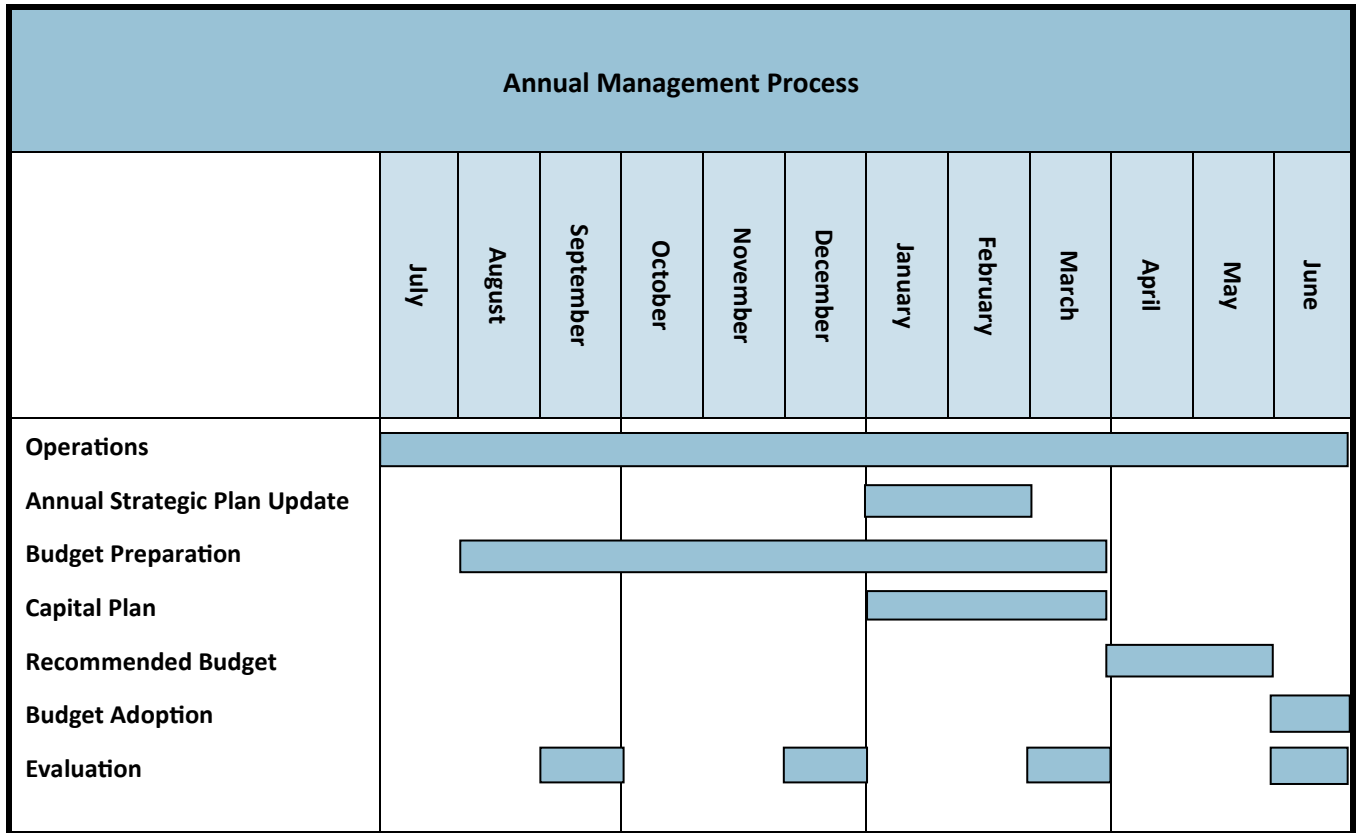 Annual Management Process
July
August
September
October
November
December
January
February
March
April
May
June
Operations
Annual Strategic Plan Update
Budget Preparation
Capital Plan
Recommended Budget
Budget Adoption
Evaluation